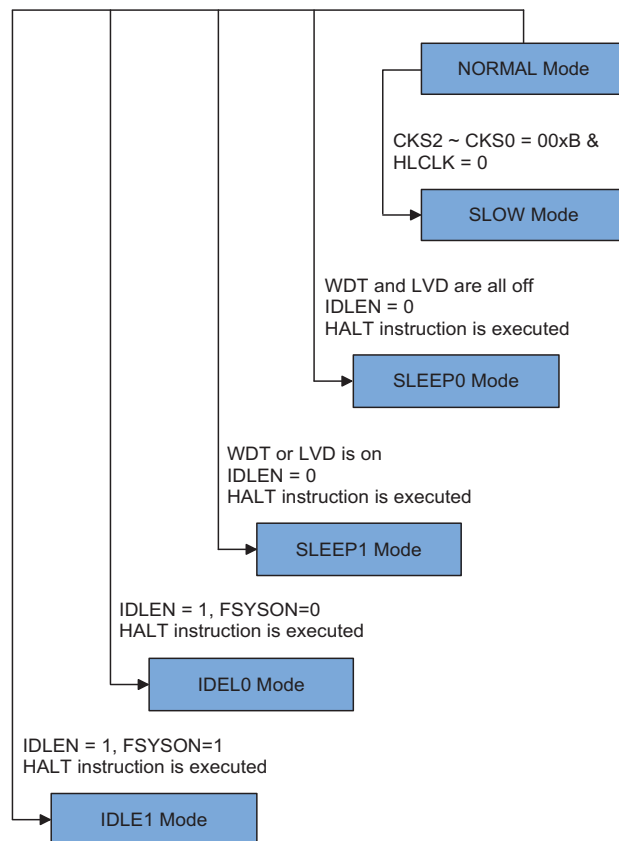 NORMAL Mode
CKS2 ~ CKS0 = 00xB &
HLCLK = 0
SLOW Mode
WDT and LVD are all off
IDLEN = 0
HALT instruction is executed
SLEEP0 Mode
WDT or LVD is on
IDLEN = 0
HALT instruction is executed
SLEEP1 Mode
IDLEN = 1, FSYSON=0
HALT instruction is executed
IDEL0 Mode
IDLEN = 1, FSYSON=1
HALT instruction is executed
IDLE1 Mode